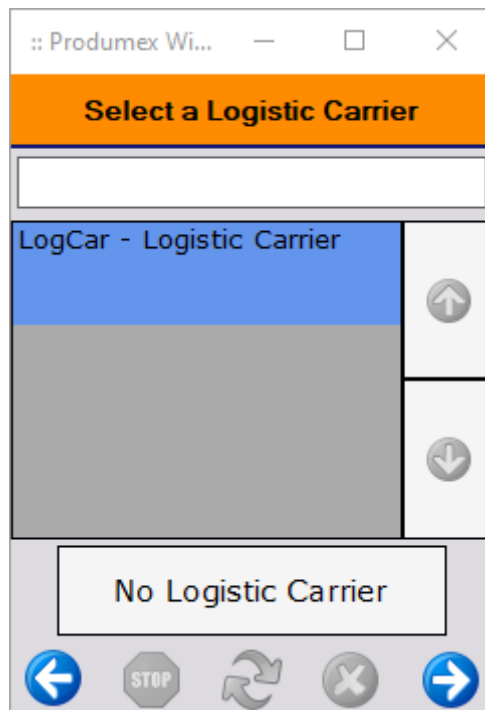 :: Produmex Wi...
Select a Logistic Carrier
LogCar - Logistic Carrier
No Logistic Carrier
STOP